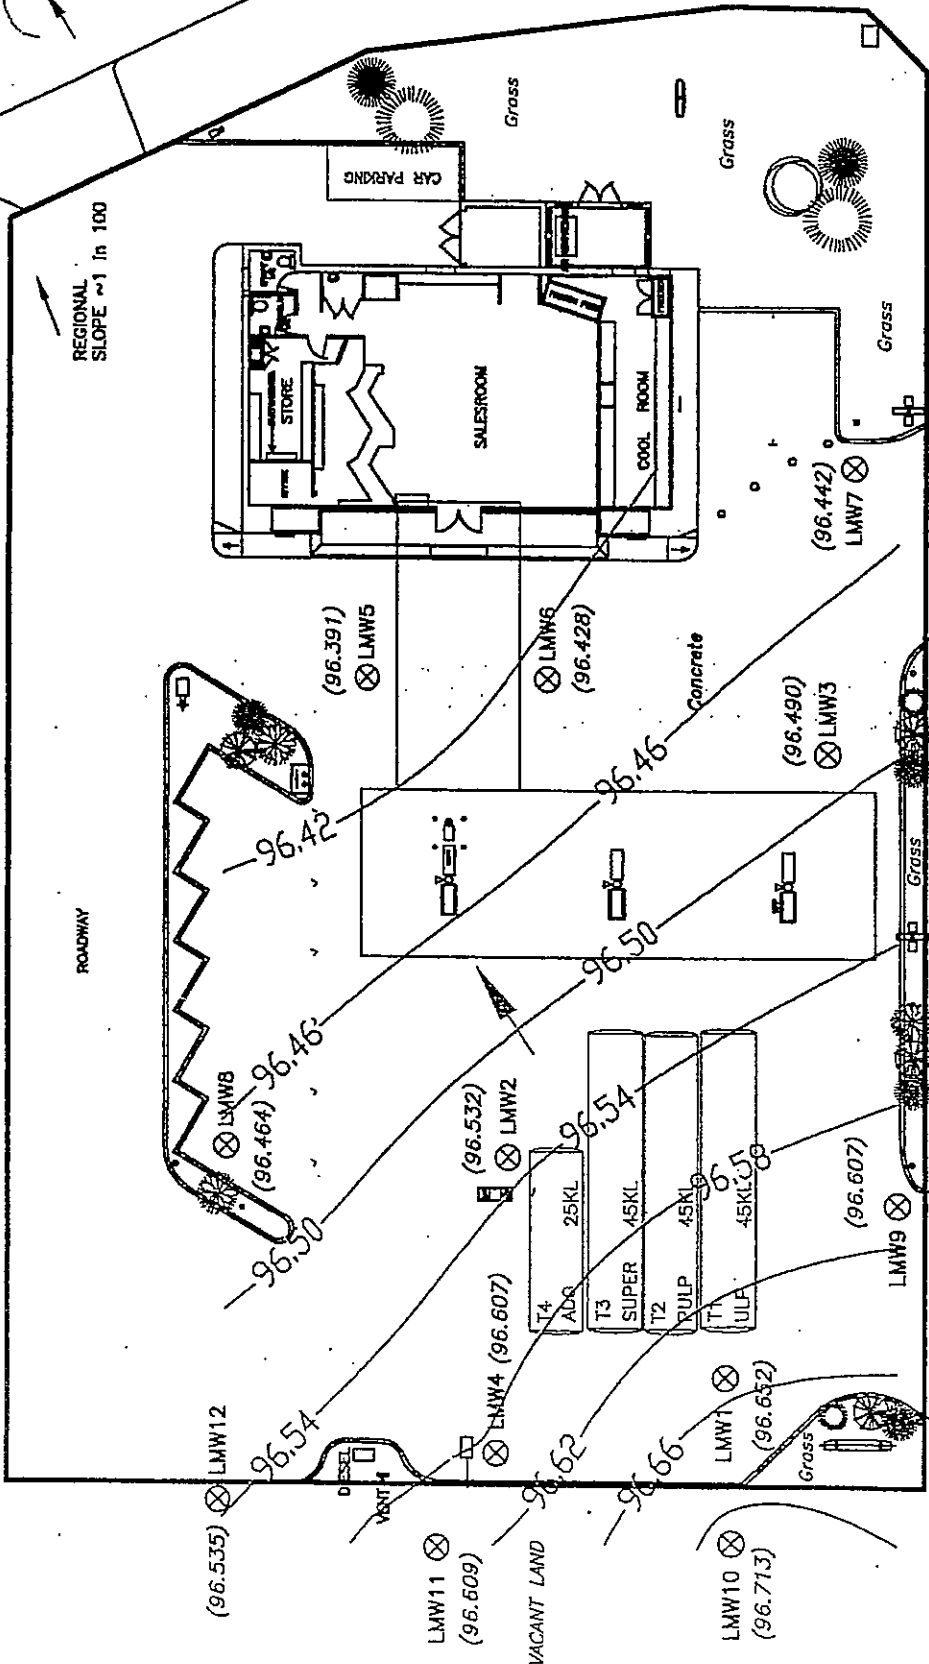 REGIONAL
SLOPE ~1 In 100
CAR PARKING
Grass
Grass
Grass
STORE
SALESROOM
COOL ROOM
(96.442)
LMW7
(96.391)
LMW5
LMW6
(96.428)
Concrete
(96.490)
LMW3
96.42
96.46
ROADWAY
Grass
96.50
96.46
LMW8
(96.464)
(96.532)
LMW2
96.54
96.58
96.50
T4
ADO 25KL
T3
SUPER 45KL
T2
PULP 45KL
T1
ULP 45KL
(96.607)
LMW9
LMW4 (96.607)
LMW12
(96.535)
96.54
DIESEL
VENT
96.62
96.66
LMW1
(96.652)
Grass
LMW11
(96.609)
VACANT LAND
LMW10
(96.713)